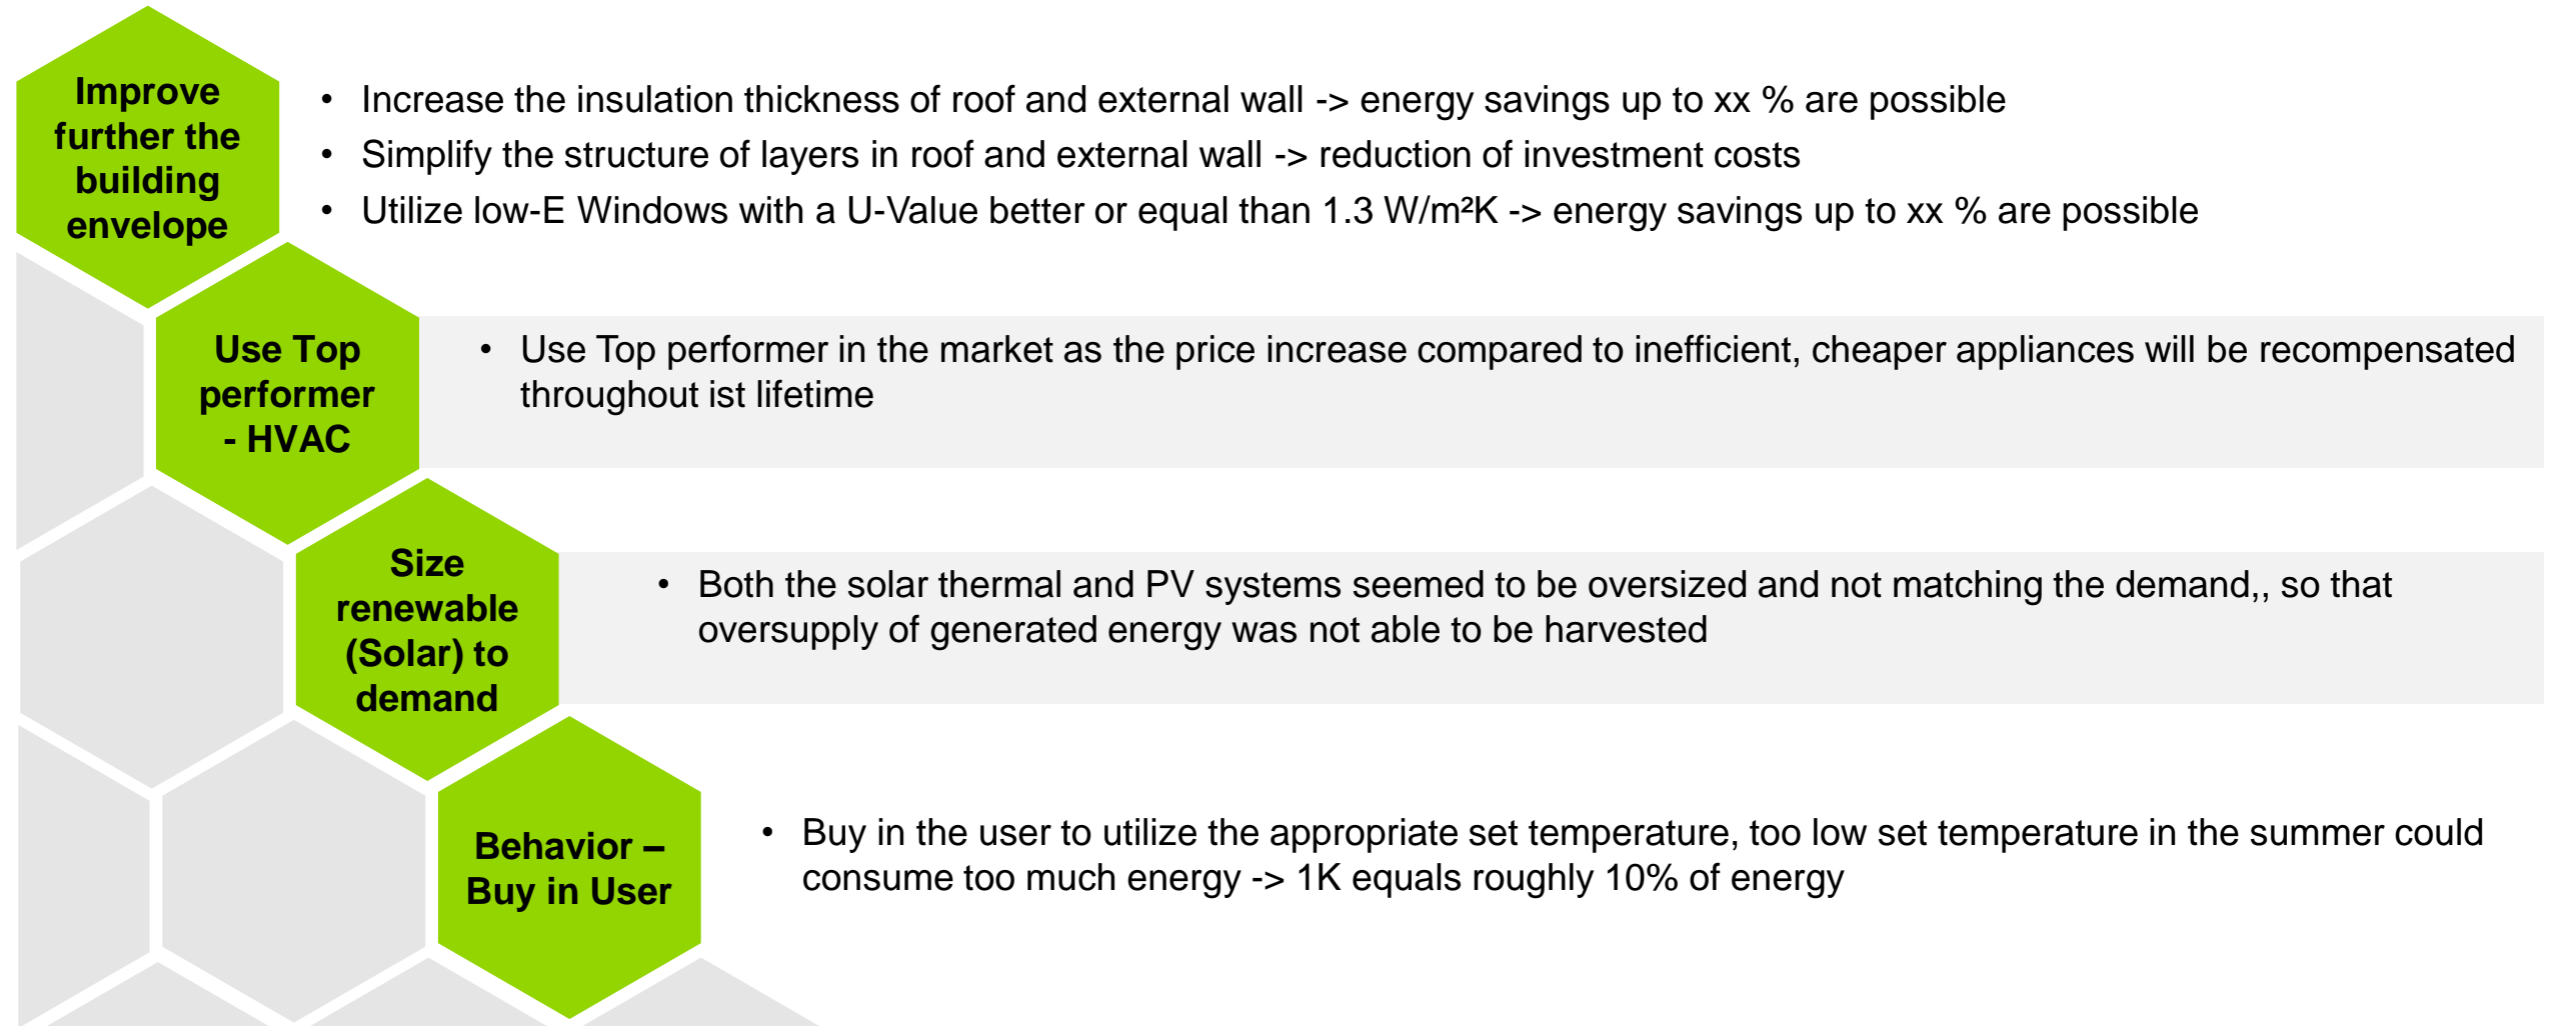 Improve
further the
building
envelope
• Increase the insulation thickness of roof and external wall -> energy savings up to xx % are possible
• Simplify the structure of layers in roof and external wall -> reduction of investment costs
• Utilize low-E Windows with a U-Value better or equal than 1.3 W/m²K -> energy savings up to xx % are possible
Use Top
performer
- HVAC
• Use Top performer in the market as the price increase compared to inefficient, cheaper appliances will be recompensated
throughout ist lifetime
Size
renewable
(Solar) to
demand
• Both the solar thermal and PV systems seemed to be oversized and not matching the demand,, so that
oversupply of generated energy was not able to be harvested
Behavior –
Buy in User
• Buy in the user to utilize the appropriate set temperature, too low set temperature in the summer could
consume too much energy -> 1K equals roughly 10% of energy